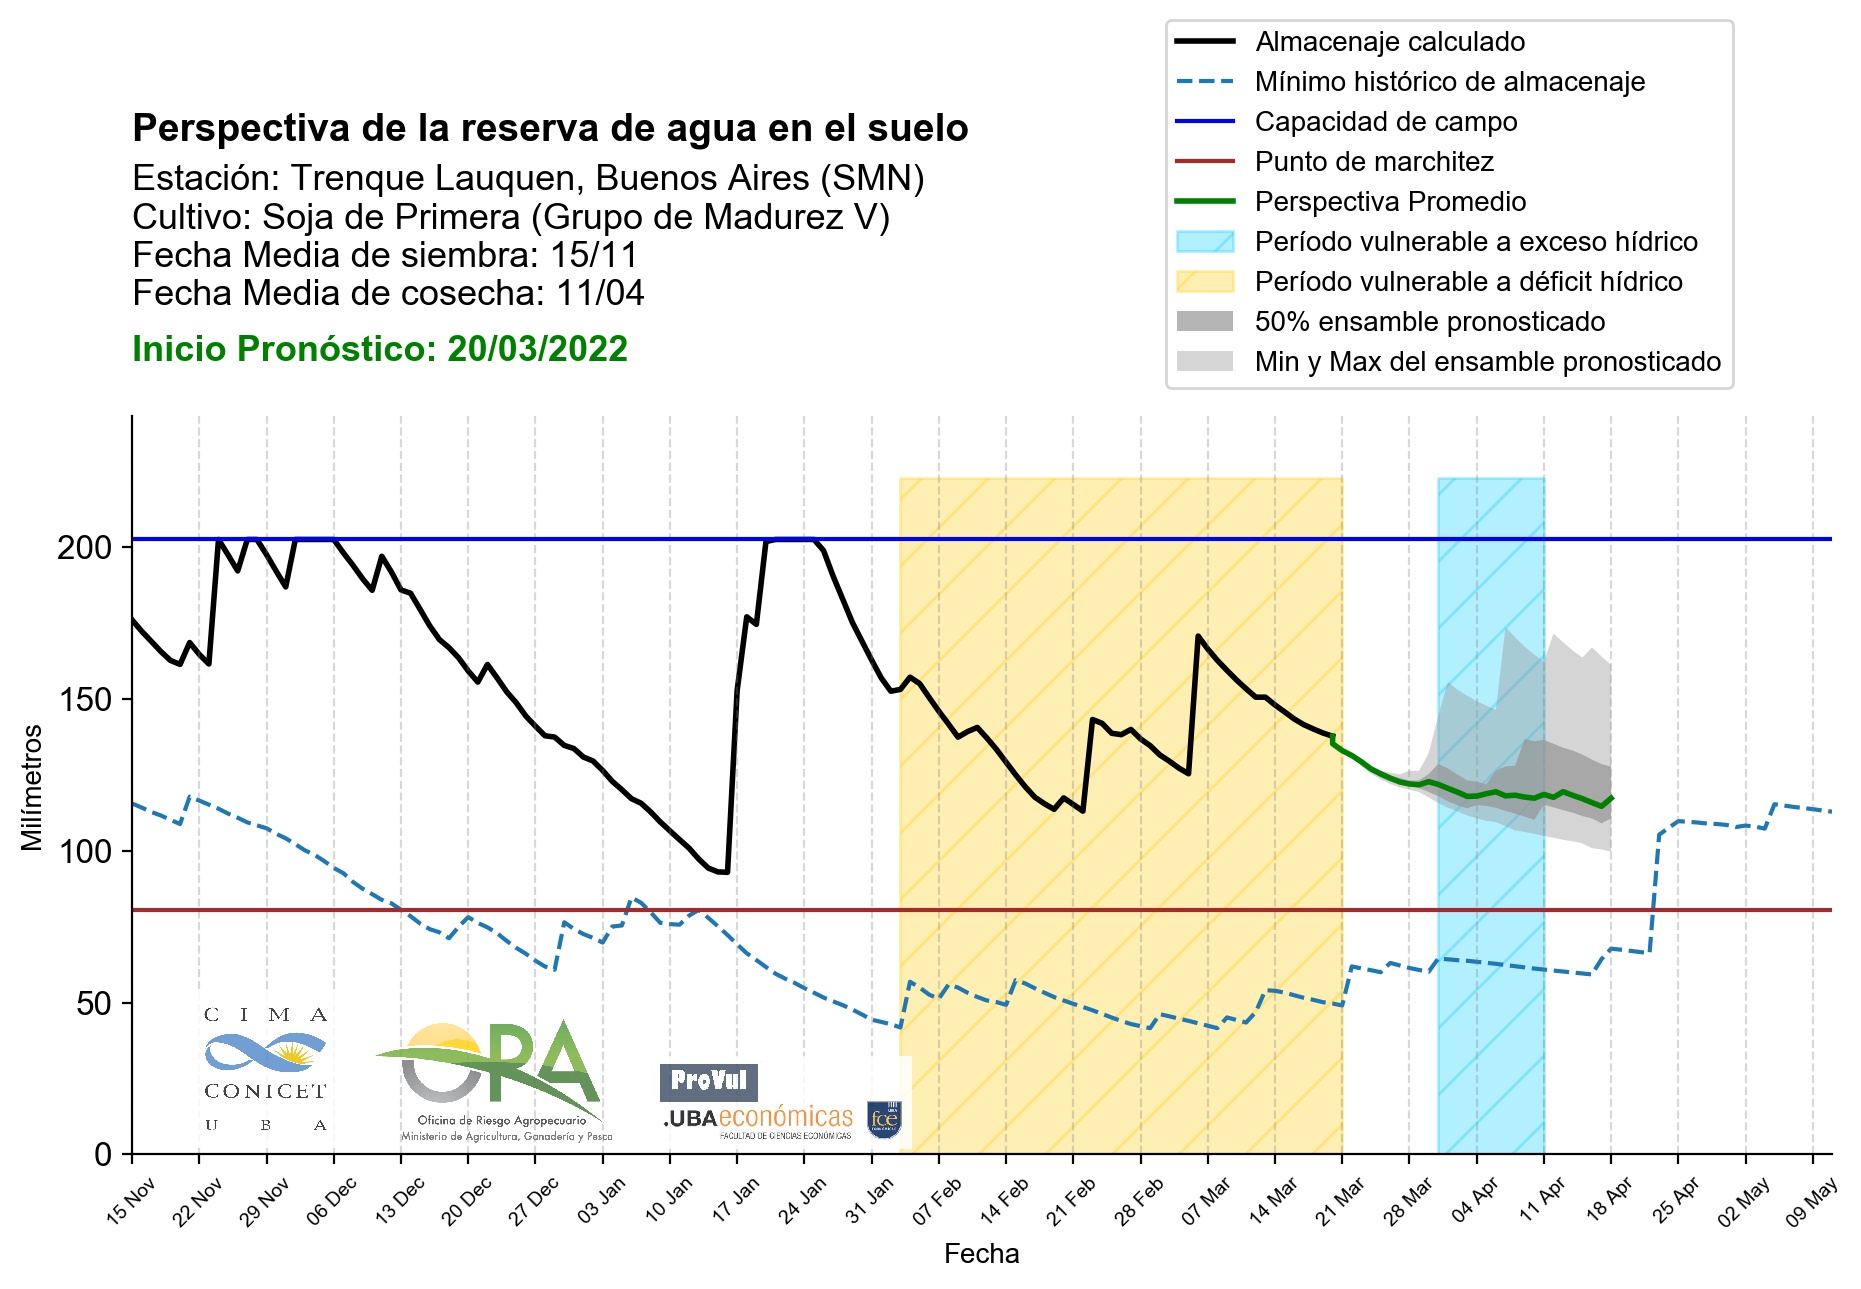 Almacenaje calculado
Mínimo histórico de almacenaje
Capacidad de campo
Punto de marchitez
Perspectiva Promedio
Período vulnerable a exceso hídrico
Período vulnerable a déficit hídrico
50% ensamble pronosticado
Min y Max del ensamble pronosticado
Perspectiva de la reserva de agua en el suelo
Estación: Trenque Lauquen, Buenos Aires (SMN)
Cultivo: Soja de Primera (Grupo de Madurez V)
Fecha Media de siembra: 15/11
Fecha Media de cosecha: 11/04
Inicio Pronóstico: 20/03/2022
Milímetros
200
150
100
50
0
CIMA
CONICET
UBA
ORA
Oficina de Riesgo Agropecuario
Ministerio de Agricultura, Ganadería y Pesca
ProVul
.UBAeconómicas
FACULTAD DE CIENCIAS ECONÓMICAS
UBA
fce
15 Nov
22 Nov
29 Nov
06 Dec
13 Dec
20 Dec
27 Dec
03 Jan
10 Jan
17 Jan
24 Jan
31 Jan
07 Feb
14 Feb
21 Feb
28 Feb
07 Mar
14 Mar
21 Mar
28 Mar
04 Apr
11 Apr
18 Apr
25 Apr
02 May
09 May
Fecha